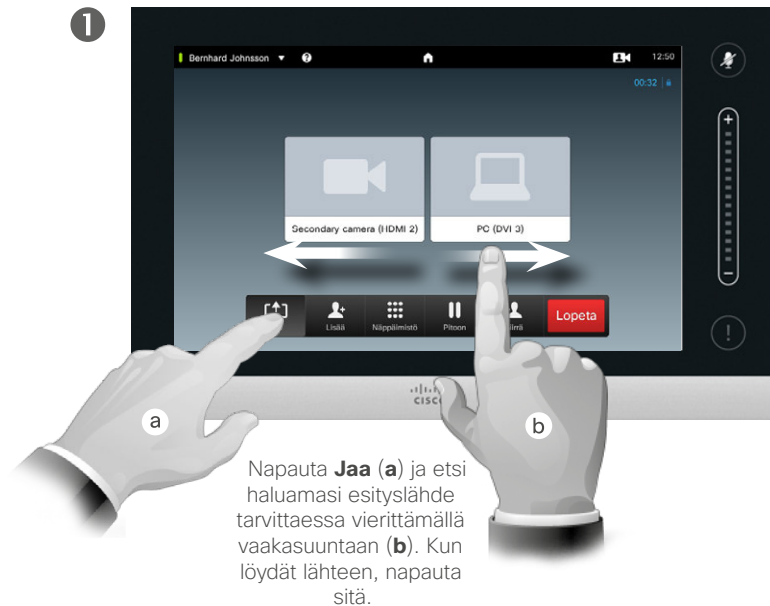 1
Bernhard Johnsson ? 12:50
00:32
Secondary camera (HDMI 2) PC (DVI 3)
Lisää Näppäimistö Pitoon Lopeta
+
-
!
CISCO
a
b
Napauta Jaa (a) ja etsi
haluamasi esityslähde
tarvittaessa vierittämällä
vaakasuuntaan (b). Kun
löydät lähteen, napauta
sitä.